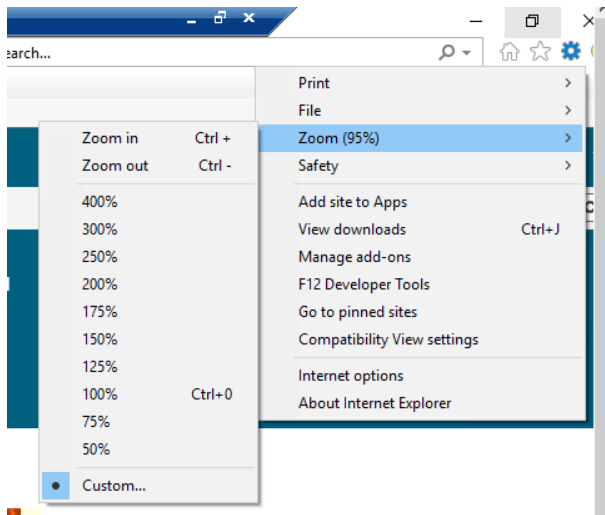 earch...
Print
File
Zoom (95%)
Safety
Add site to Apps
View downloads Ctrl+J
Manage add-ons
F12 Developer Tools
Go to pinned sites
Compatibility View settings
Internet options
About Internet Explorer
Zoom in Ctrl +
Zoom out Ctrl -
400%
300%
250%
200%
175%
150%
125%
100% Ctrl+0
75%
50%
Custom...